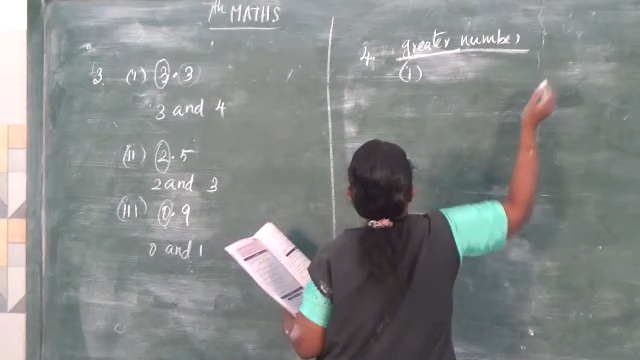 7th MATHS
3. (i) 3.3
3 and 4
(ii) 2.5
2 and 3
(iii) 0.9
0 and 1
4. greater number
(i)